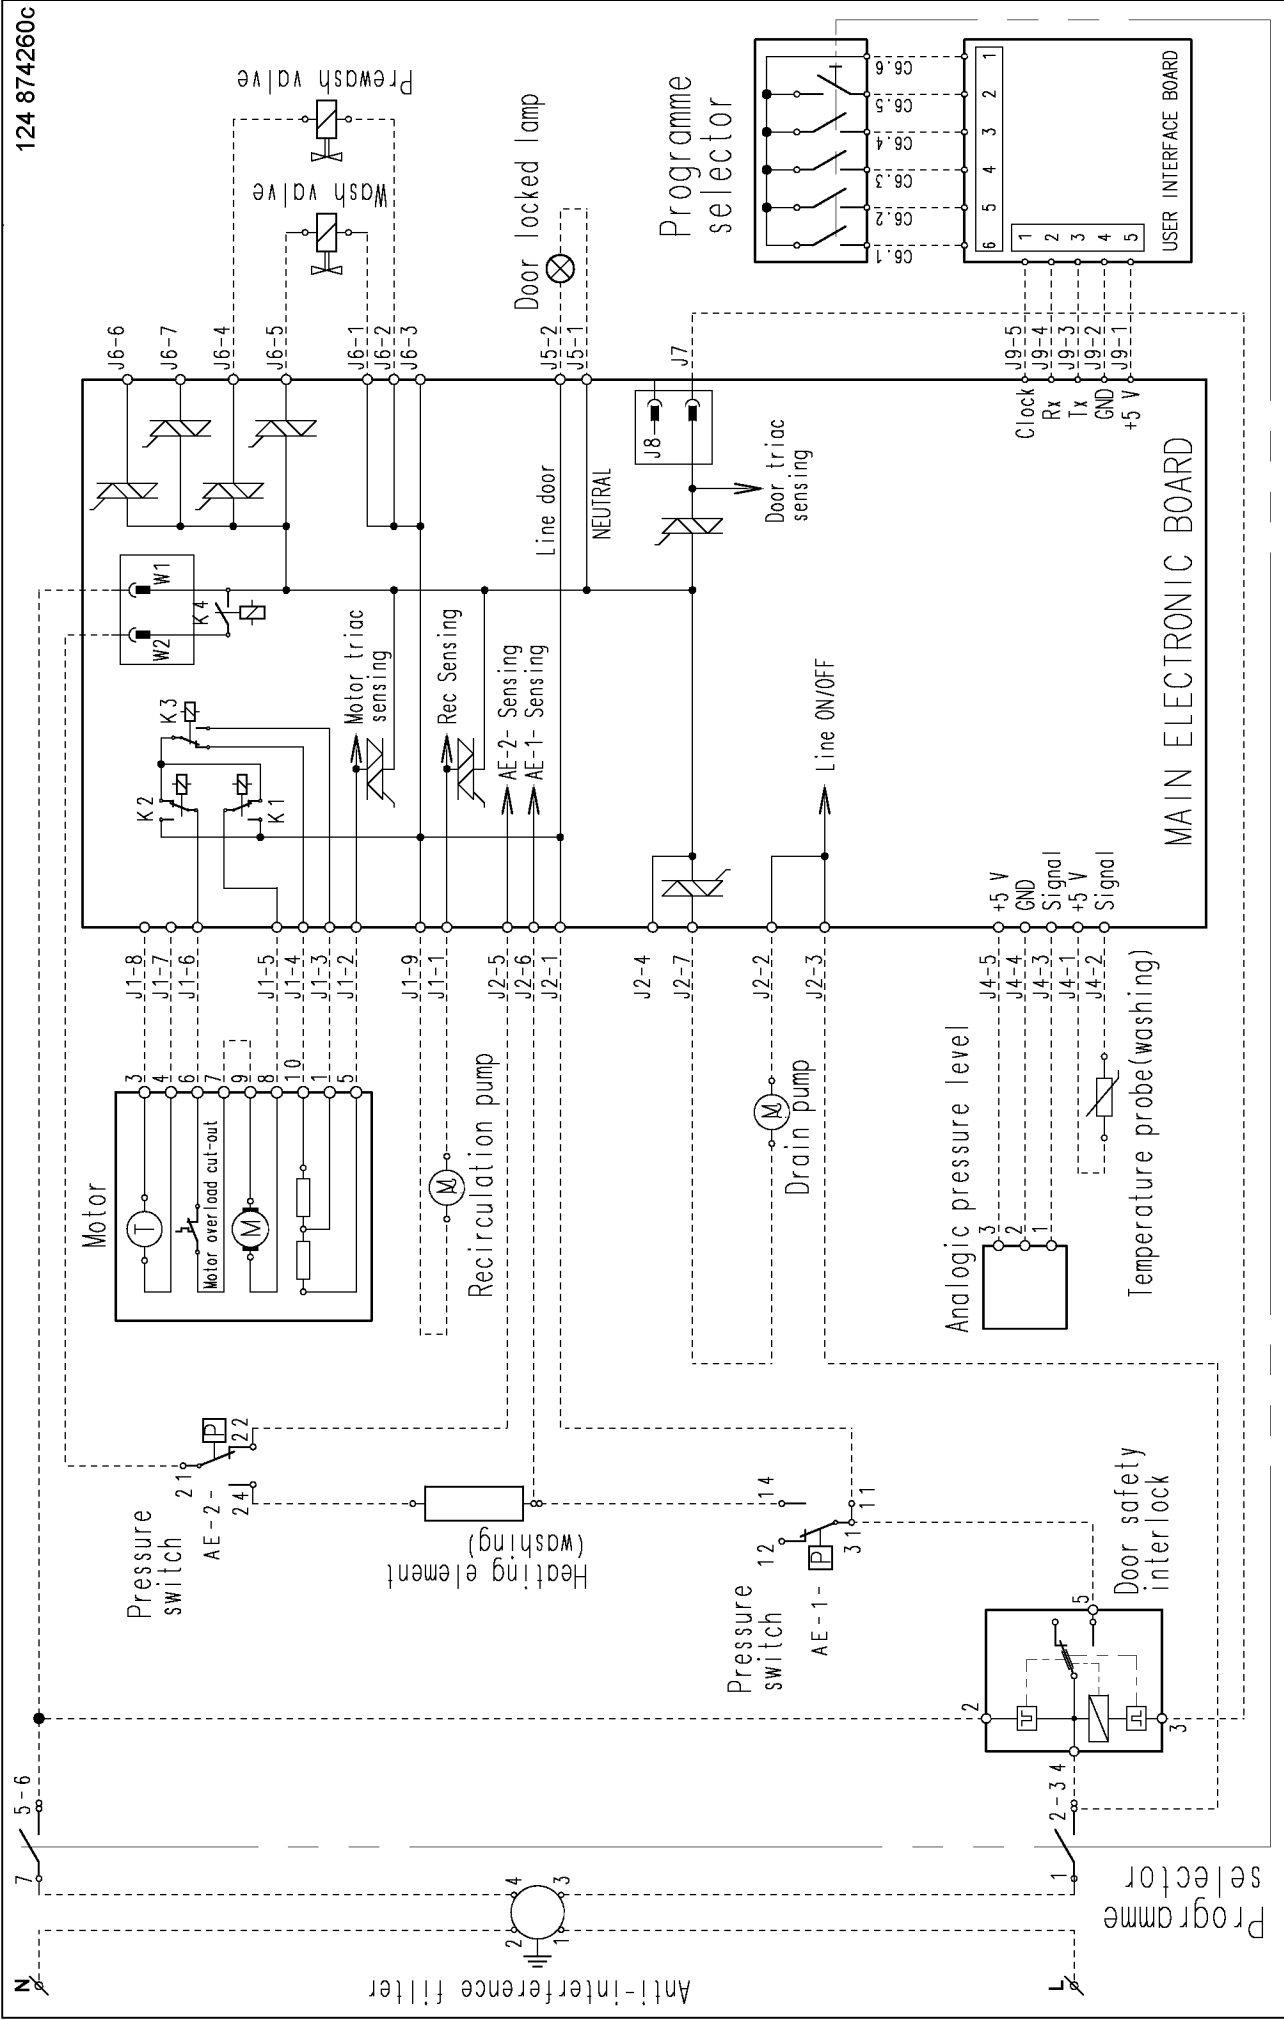 124 874260c
N
L
Anti-interference filter
2
4
1
3
7
5-6
1
2-3
Programme
selector
4
2
3
5
Door safety
interlock
Pressure
switch
AE-2-
21
22
24
P
Heating element
(washing)
Pressure
switch
AE-1-
12
14
11
31
P
Motor
T
Motor overload cut-out
M
3
4
6
7
9
8
10
1
5
Recirculation pump
M
Drain pump
M
Analogic pressure level
3
2
1
Temperature probe(washing)
J1-8
J1-7
J1-6
J1-5
J1-4
J1-3
J1-2
J1-9
J1-1
J2-5
J2-6
J2-1
J2-4
J2-7
J2-2
J2-3
J4-5
J4-4
J4-3
J4-1
J4-2
+5 V
GND
Signal
+5 V
Signal
K2
K1
K3
K4
W2
W1
Motor triac
sensing
Rec Sensing
AE-2- Sensing
AE-1- Sensing
Line door
NEUTRAL
Line ON/OFF
J8
Door triac
sensing
MAIN ELECTRONIC BOARD
Clock
Rx
Tx
GND
+5 V
J6-6
J6-7
J6-4
J6-5
J6-1
J6-2
J6-3
J5-2
J5-1
J7
J9-5
J9-4
J9-3
J9-2
J9-1
Prewash valve
Wash valve
Door locked lamp
Programme
selector
C6.1
C6.2
C6.3
C6.4
C6.5
C6.6
6
5
4
3
2
1
1
2
3
4
5
USER INTERFACE BOARD